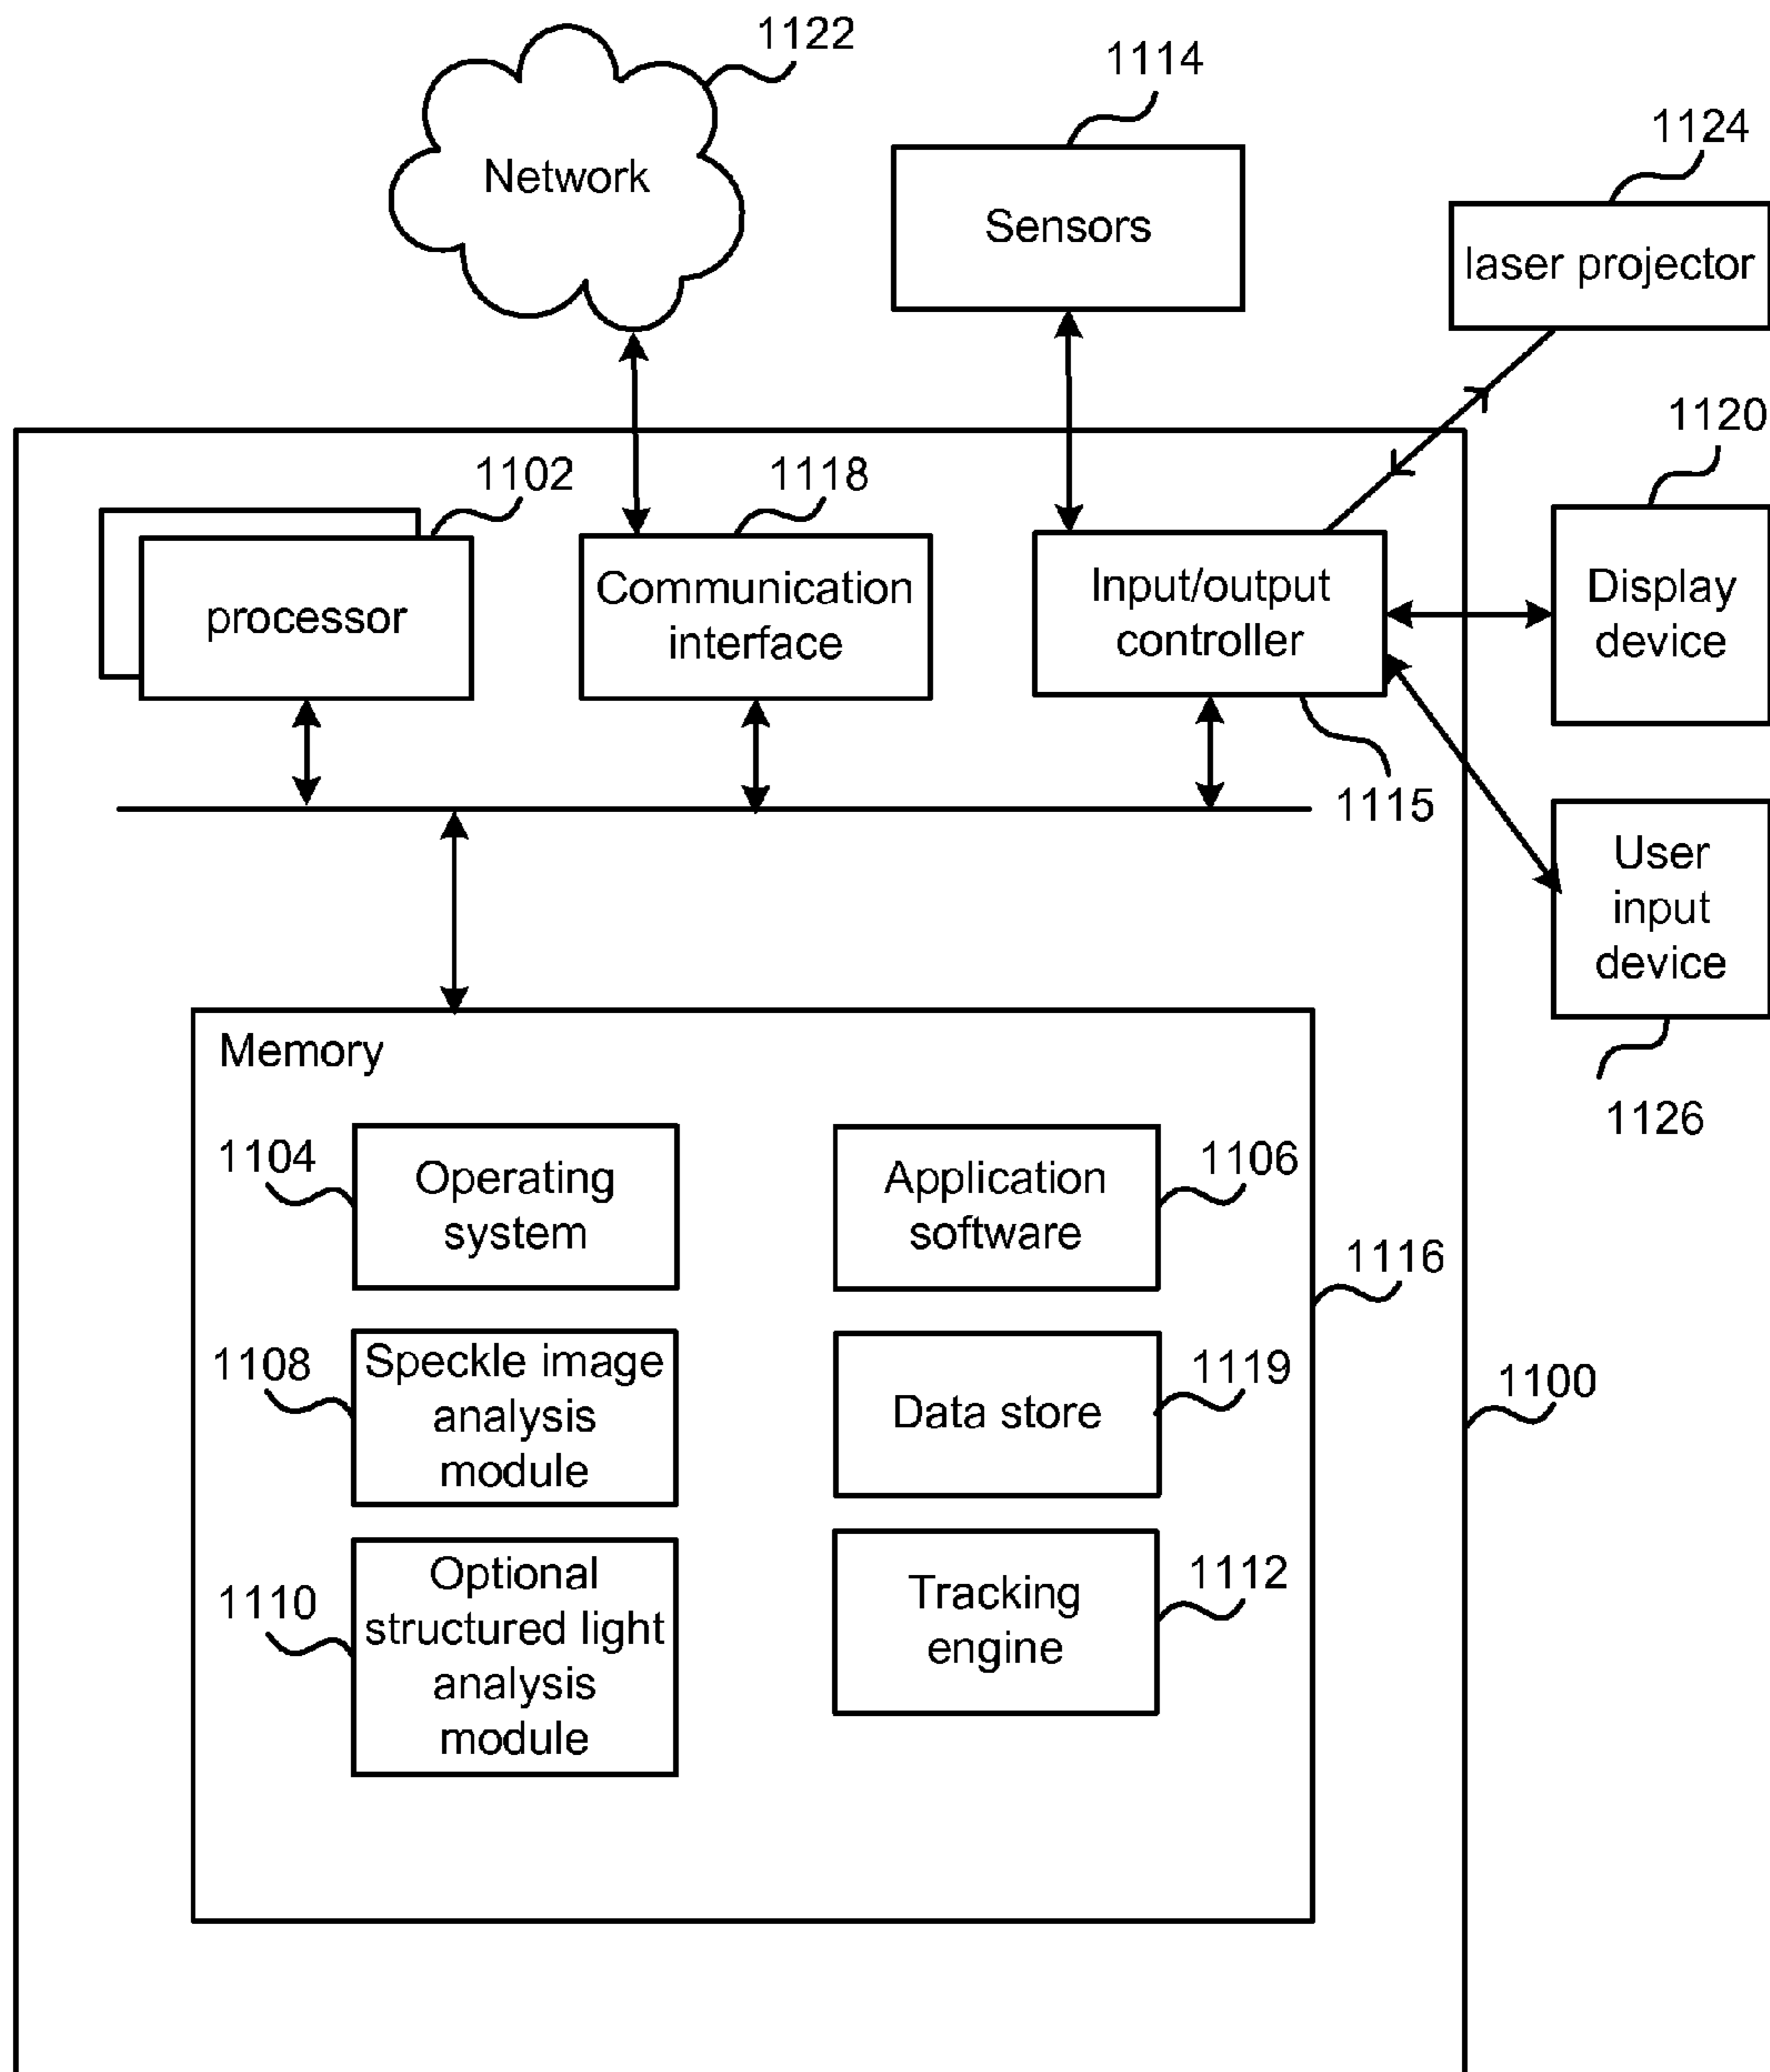 1122
1114
1124
Network
Sensors
laser projector
1120
1102
1118
processor
Communication
interface
Input/output
controller
Display
device
1115
User
input
device
1126
Memory
1104
Operating
system
Application
software
1106
1116
1108
Speckle image
analysis
module
Data store
1119
1100
1110
Optional
structured light
analysis
module
Tracking
engine
1112